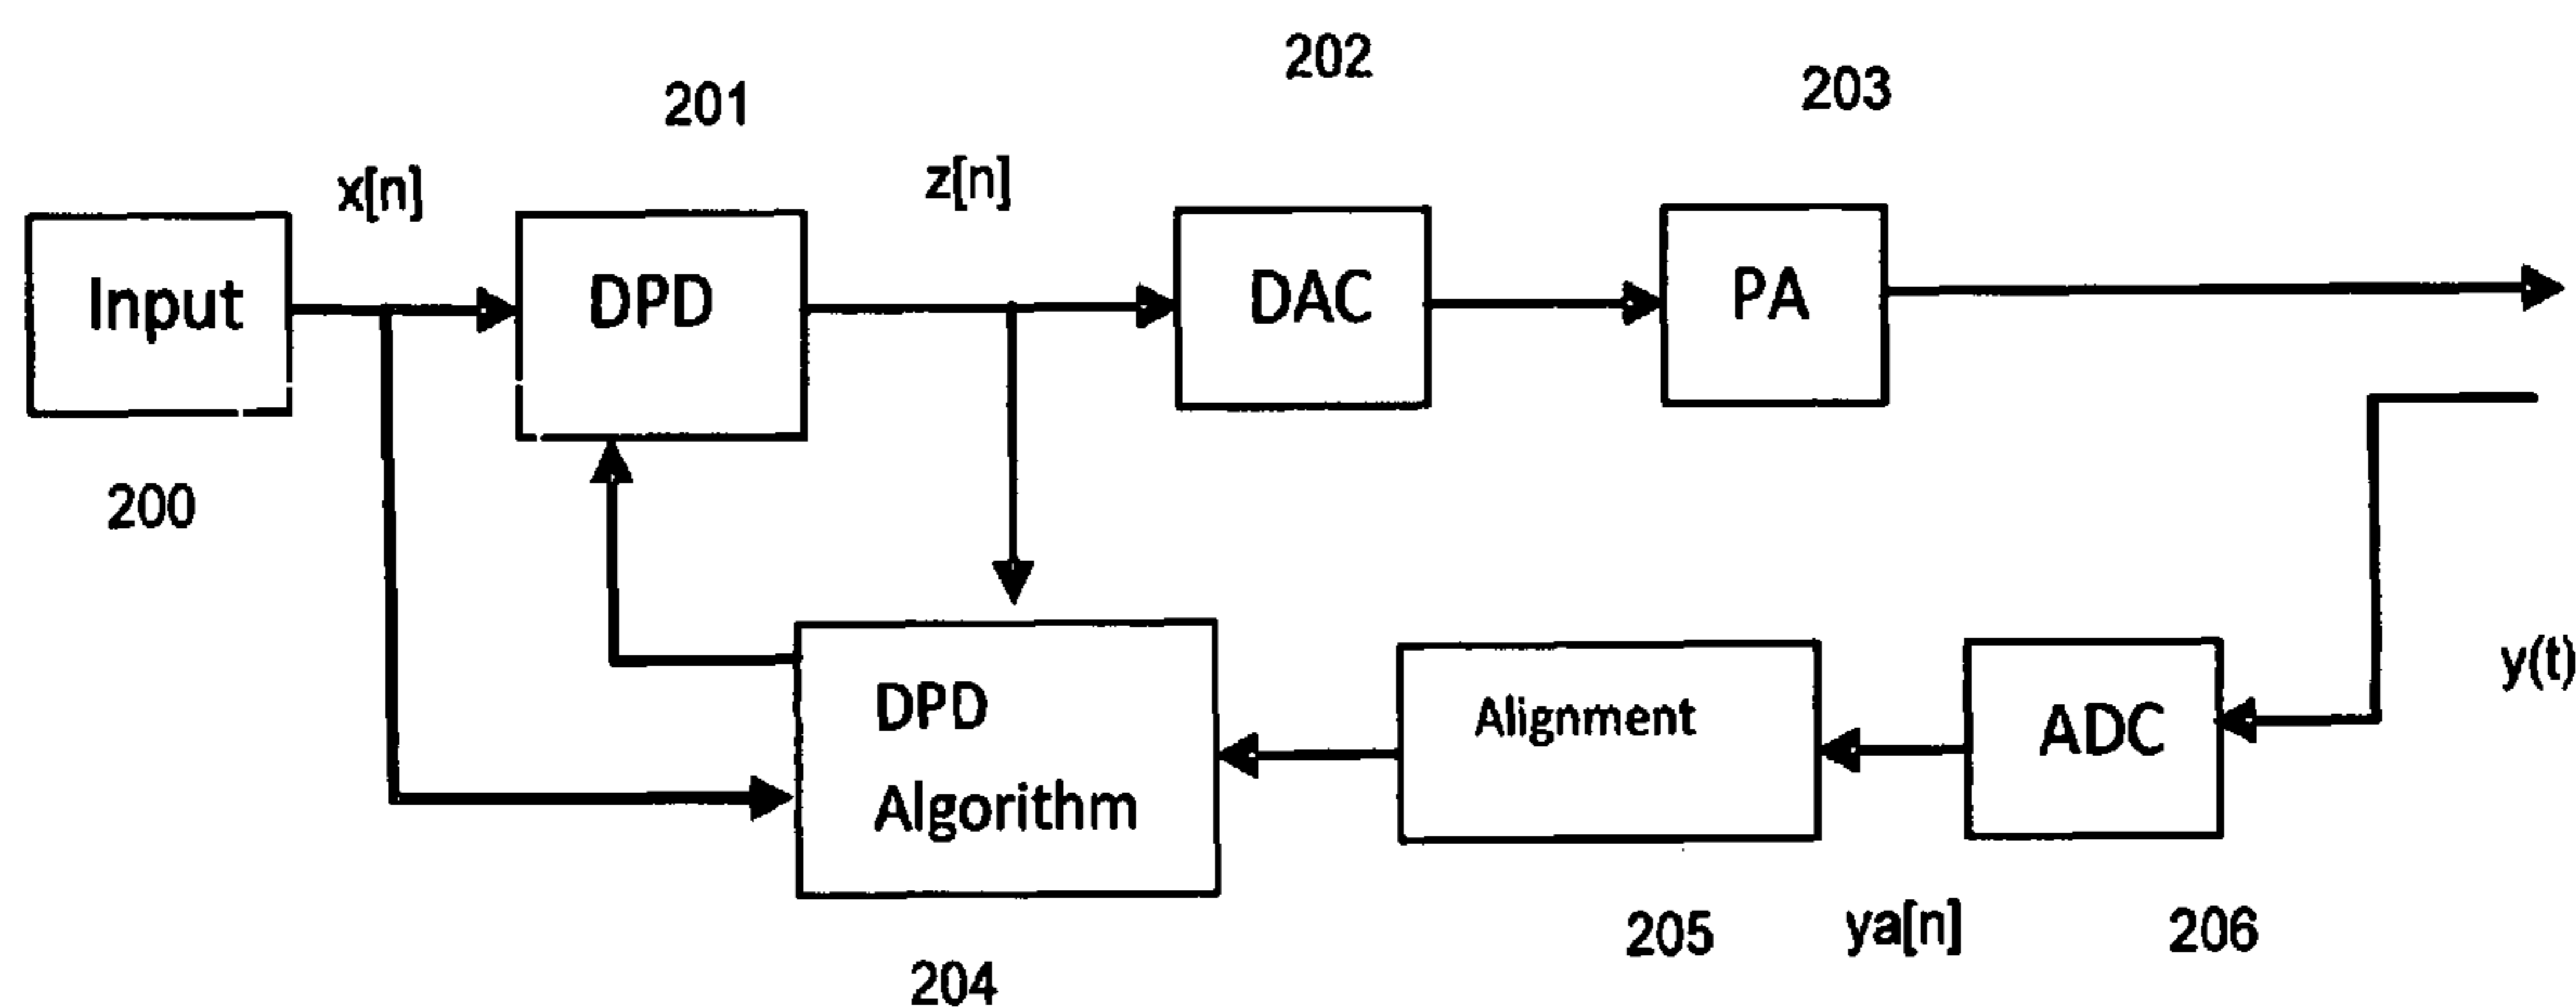 202
203
201
x[n]
z[n]
Input
DPD
DAC
PA
200
y(t)
DPD
Algorithm
Alignment
ADC
205
ya[n]
206
204